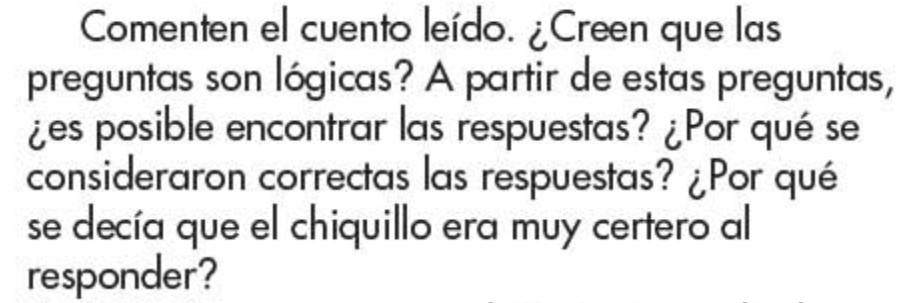 Comenten el cuento leído. ¿Creen que las
preguntas son lógicas? A partir de estas preguntas,
¿es posible encontrar las respuestas? ¿Por qué se
consideraron correctas las respuestas? ¿Por qué
se decía que el chiquillo era muy certero al
responder?